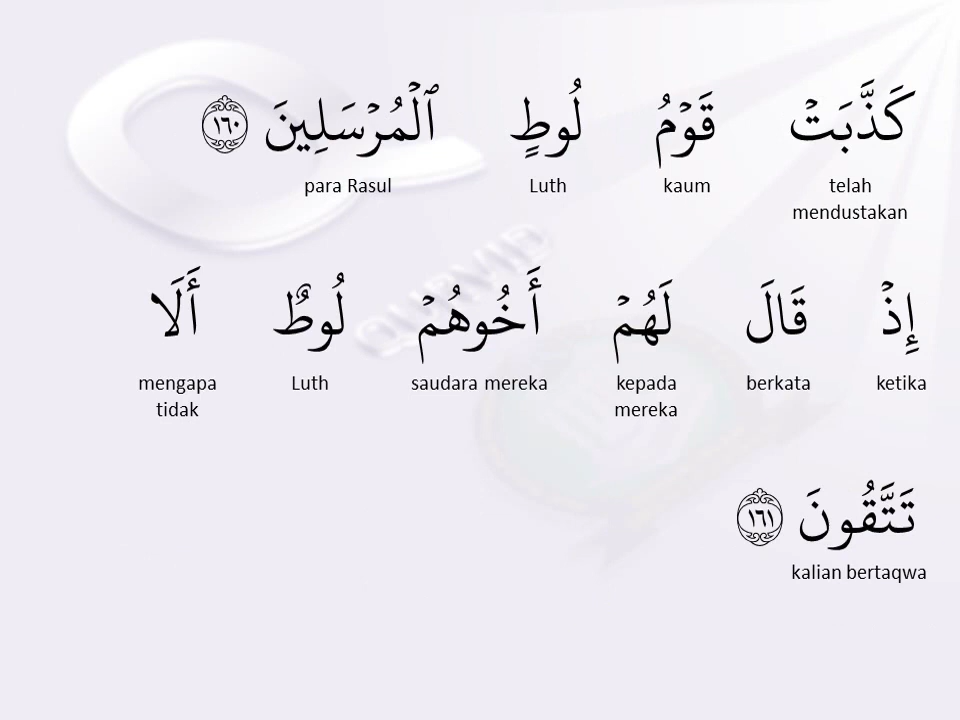 كَذَّبَتۡ قَوۡمُ لُوطٍ ٱلۡمُرۡسَلِينَ ١٦٠
telah mendustakan kaum Luth para Rasul
إِذۡ قَالَ لَهُمۡ أَخُوهُمۡ لُوطٌ أَلَا
ketika berkata kepada mereka saudara mereka Luth mengapa tidak
تَتَّقُونَ ١٦١
kalian bertaqwa